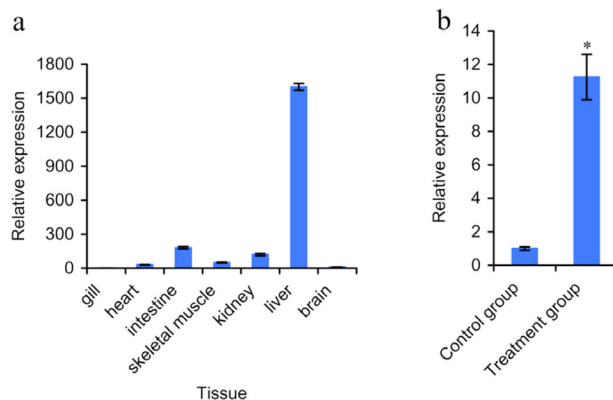 a
Relative expression
1800
1500
1200
900
600
300
0
gill
heart
intestine
skeletal muscle
kidney
liver
brain
Tissue
b
Relative expression
14
12
10
8
6
4
2
0
*
Control group
Treatment group